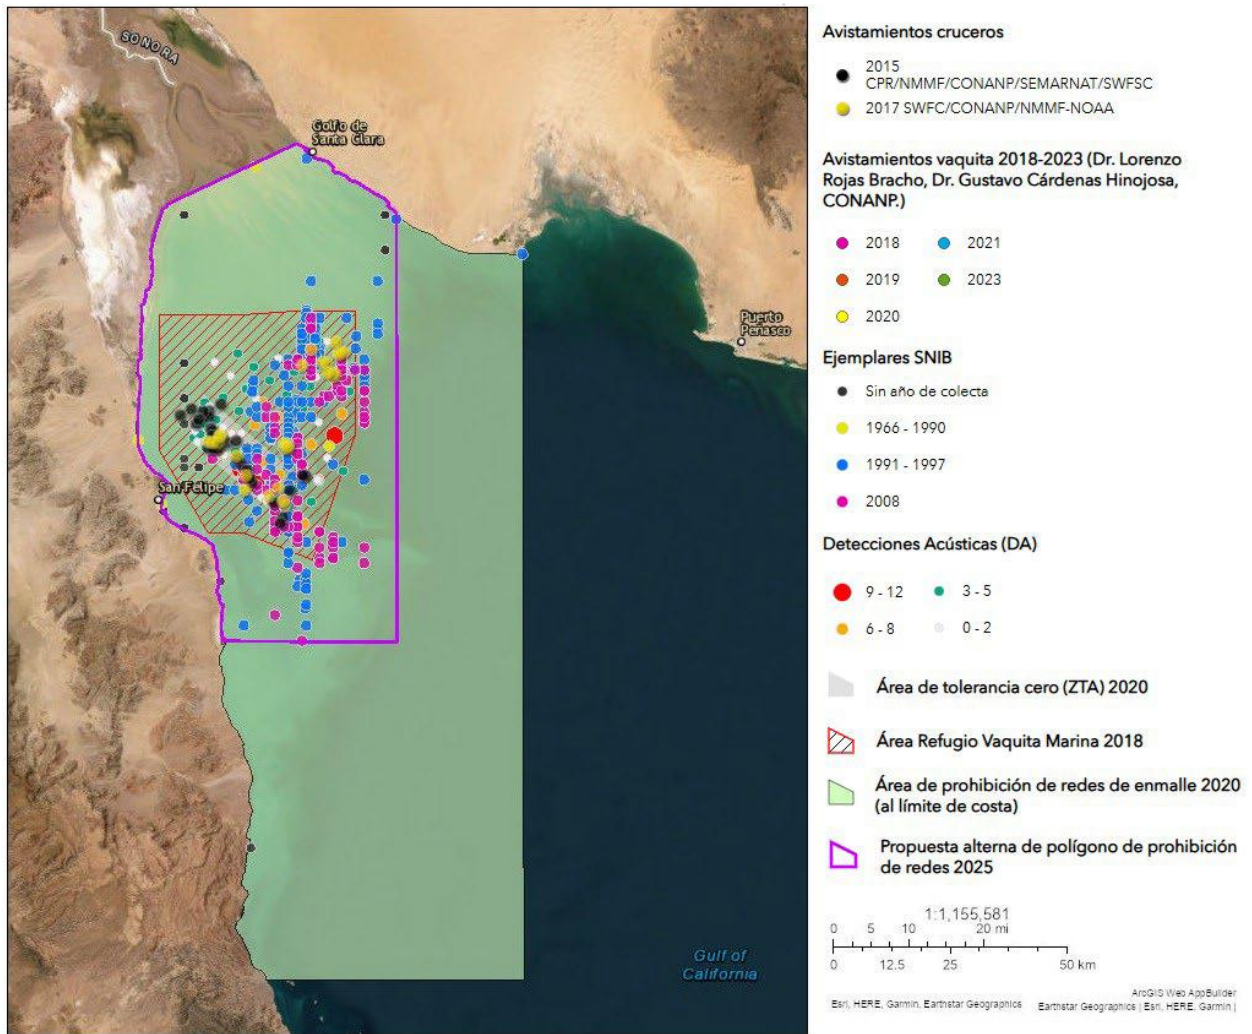 SONORA
Golfo de
Santa Clara
Puerto
Peñasco
San Felipe
Gulf of
California
Avistamientos cruceros
2015
CPR/NMMF/CONANP/SEMARNAT/SWFSC
2017 SWFC/CONANP/NMMF-NOAA
Avistamientos vaquita 2018-2023 (Dr. Lorenzo
Rojas Bracho, Dr. Gustavo Cárdenas Hinojosa,
CONANP.)
2018 2021
2019 2023
2020
Ejemplares SNIB
Sin año de colecta
1966 - 1990
1991 - 1997
2008
Detecciones Acústicas (DA)
9 - 12 3 - 5
6 - 8 0 - 2
Área de tolerancia cero (ZTA) 2020
Área Refugio Vaquita Marina 2018
Área de prohibición de redes de enmalle 2020
(al límite de costa)
Propuesta alterna de polígono de prohibición
de redes 2025
1:1,155,581
0 5 10 20 mi
0 12.5 25 50 km
ArcGIS Web AppBuilder
Esri, HERE, Garmin, Earthstar Geographics Earthstar Geographics | Esri, HERE, Garmin |